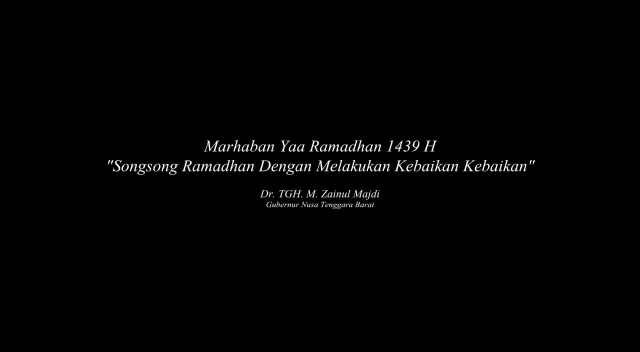 Marhaban Yaa Ramadhan 1439 H
"Songsong Ramadhan Dengan Melakukan Kebaikan Kebaikan"
Dr. TGH. M. Zainul Majdi
Gubernur Nusa Tenggara Barat